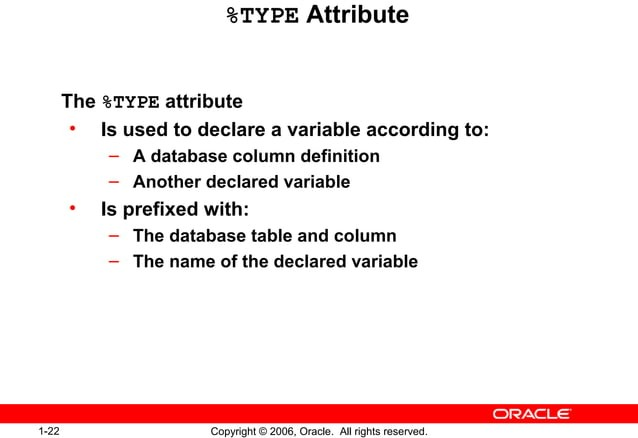 %TYPE Attribute
The %TYPE attribute
• Is used to declare a variable according to:
– A database column definition
– Another declared variable
• Is prefixed with:
– The database table and column
– The name of the declared variable
ORACLE
1-22 Copyright © 2006, Oracle. All rights reserved.